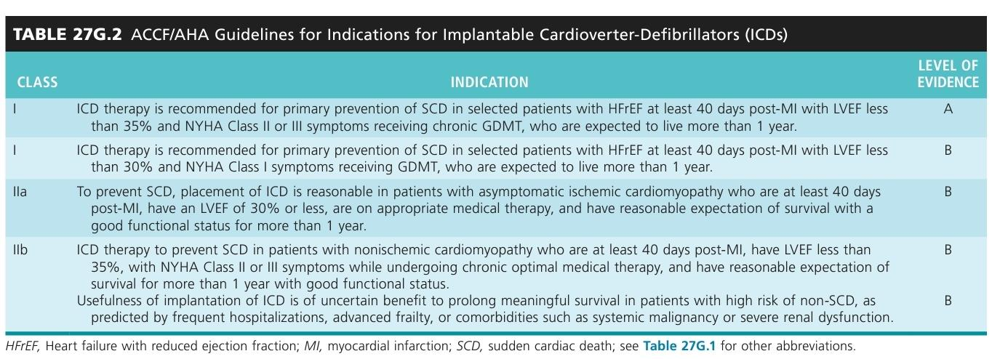 TABLE 27G.2 ACCF/AHA Guidelines for Indications for Implantable Cardioverter-Defibrillators (ICDs)
CLASS INDICATION LEVEL OF EVIDENCE
I ICD therapy is recommended for primary prevention of SCD in selected patients with HFrEF at least 40 days post-MI with LVEF less A
than 35% and NYHA Class II or III symptoms receiving chronic GDMT, who are expected to live more than 1 year.
I ICD therapy is recommended for primary prevention of SCD in selected patients with HFrEF at least 40 days post-MI with LVEF less B
than 30% and NYHA Class I symptoms receiving GDMT, who are expected to live more than 1 year.
IIa To prevent SCD, placement of ICD is reasonable in patients with asymptomatic ischemic cardiomyopathy who are at least 40 days B
post-MI, have an LVEF of 30% or less, are on appropriate medical therapy, and have reasonable expectation of survival with a
good functional status for more than 1 year.
IIb ICD therapy to prevent SCD in patients with nonischemic cardiomyopathy who are at least 40 days post-MI, have LVEF less than B
35%, with NYHA Class II or III symptoms while undergoing chronic optimal medical therapy, and have reasonable expectation of
survival for more than 1 year with good functional status.
Usefulness of implantation of ICD is of uncertain benefit to prolong meaningful survival in patients with high risk of non-SCD, as B
predicted by frequent hospitalizations, advanced frailty, or comorbidities such as systemic malignancy or severe renal dysfunction.
HFrEF, Heart failure with reduced ejection fraction; MI, myocardial infarction; SCD, sudden cardiac death; see Table 27G.1 for other abbreviations.